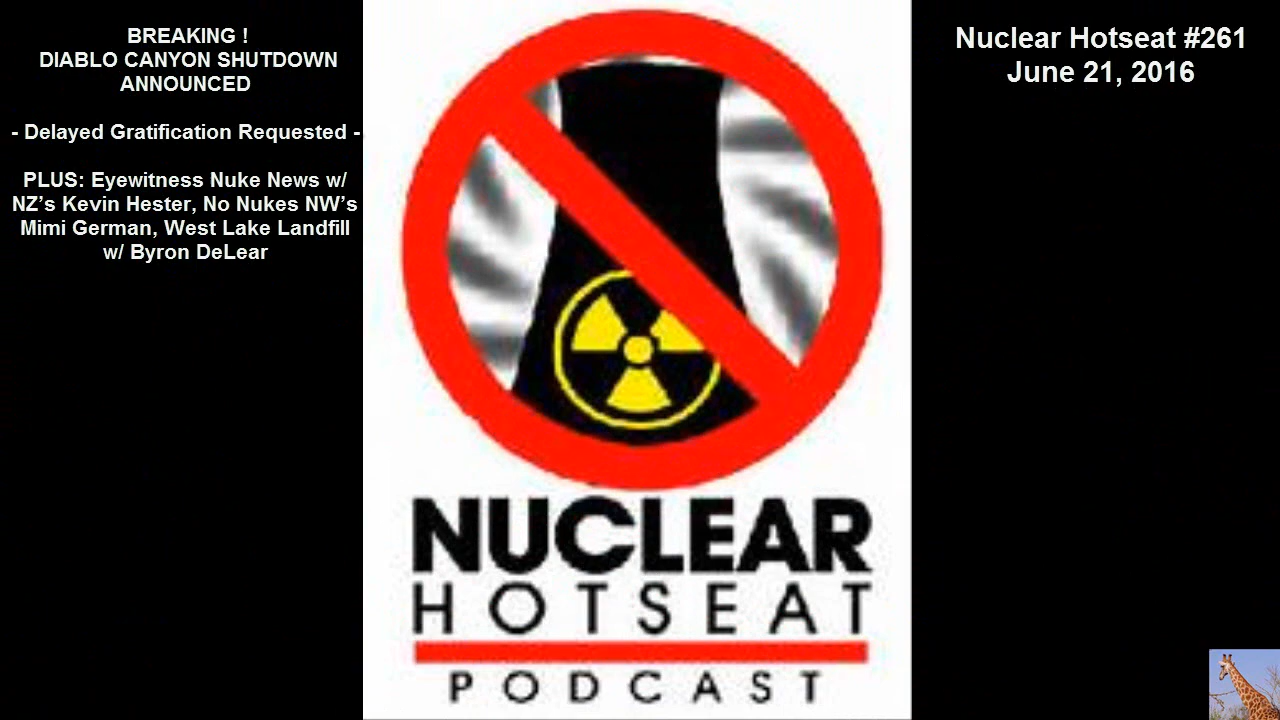 BREAKING !
DIABLO CANYON SHUTDOWN
ANNOUNCED
- Delayed Gratification Requested -
PLUS: Eyewitness Nuke News w/
NZ’s Kevin Hester, No Nukes NW’s
Mimi German, West Lake Landfill
w/ Byron DeLear
NUCLEAR
HOTSEAT
PODCAST
Nuclear Hotseat #261
June 21, 2016